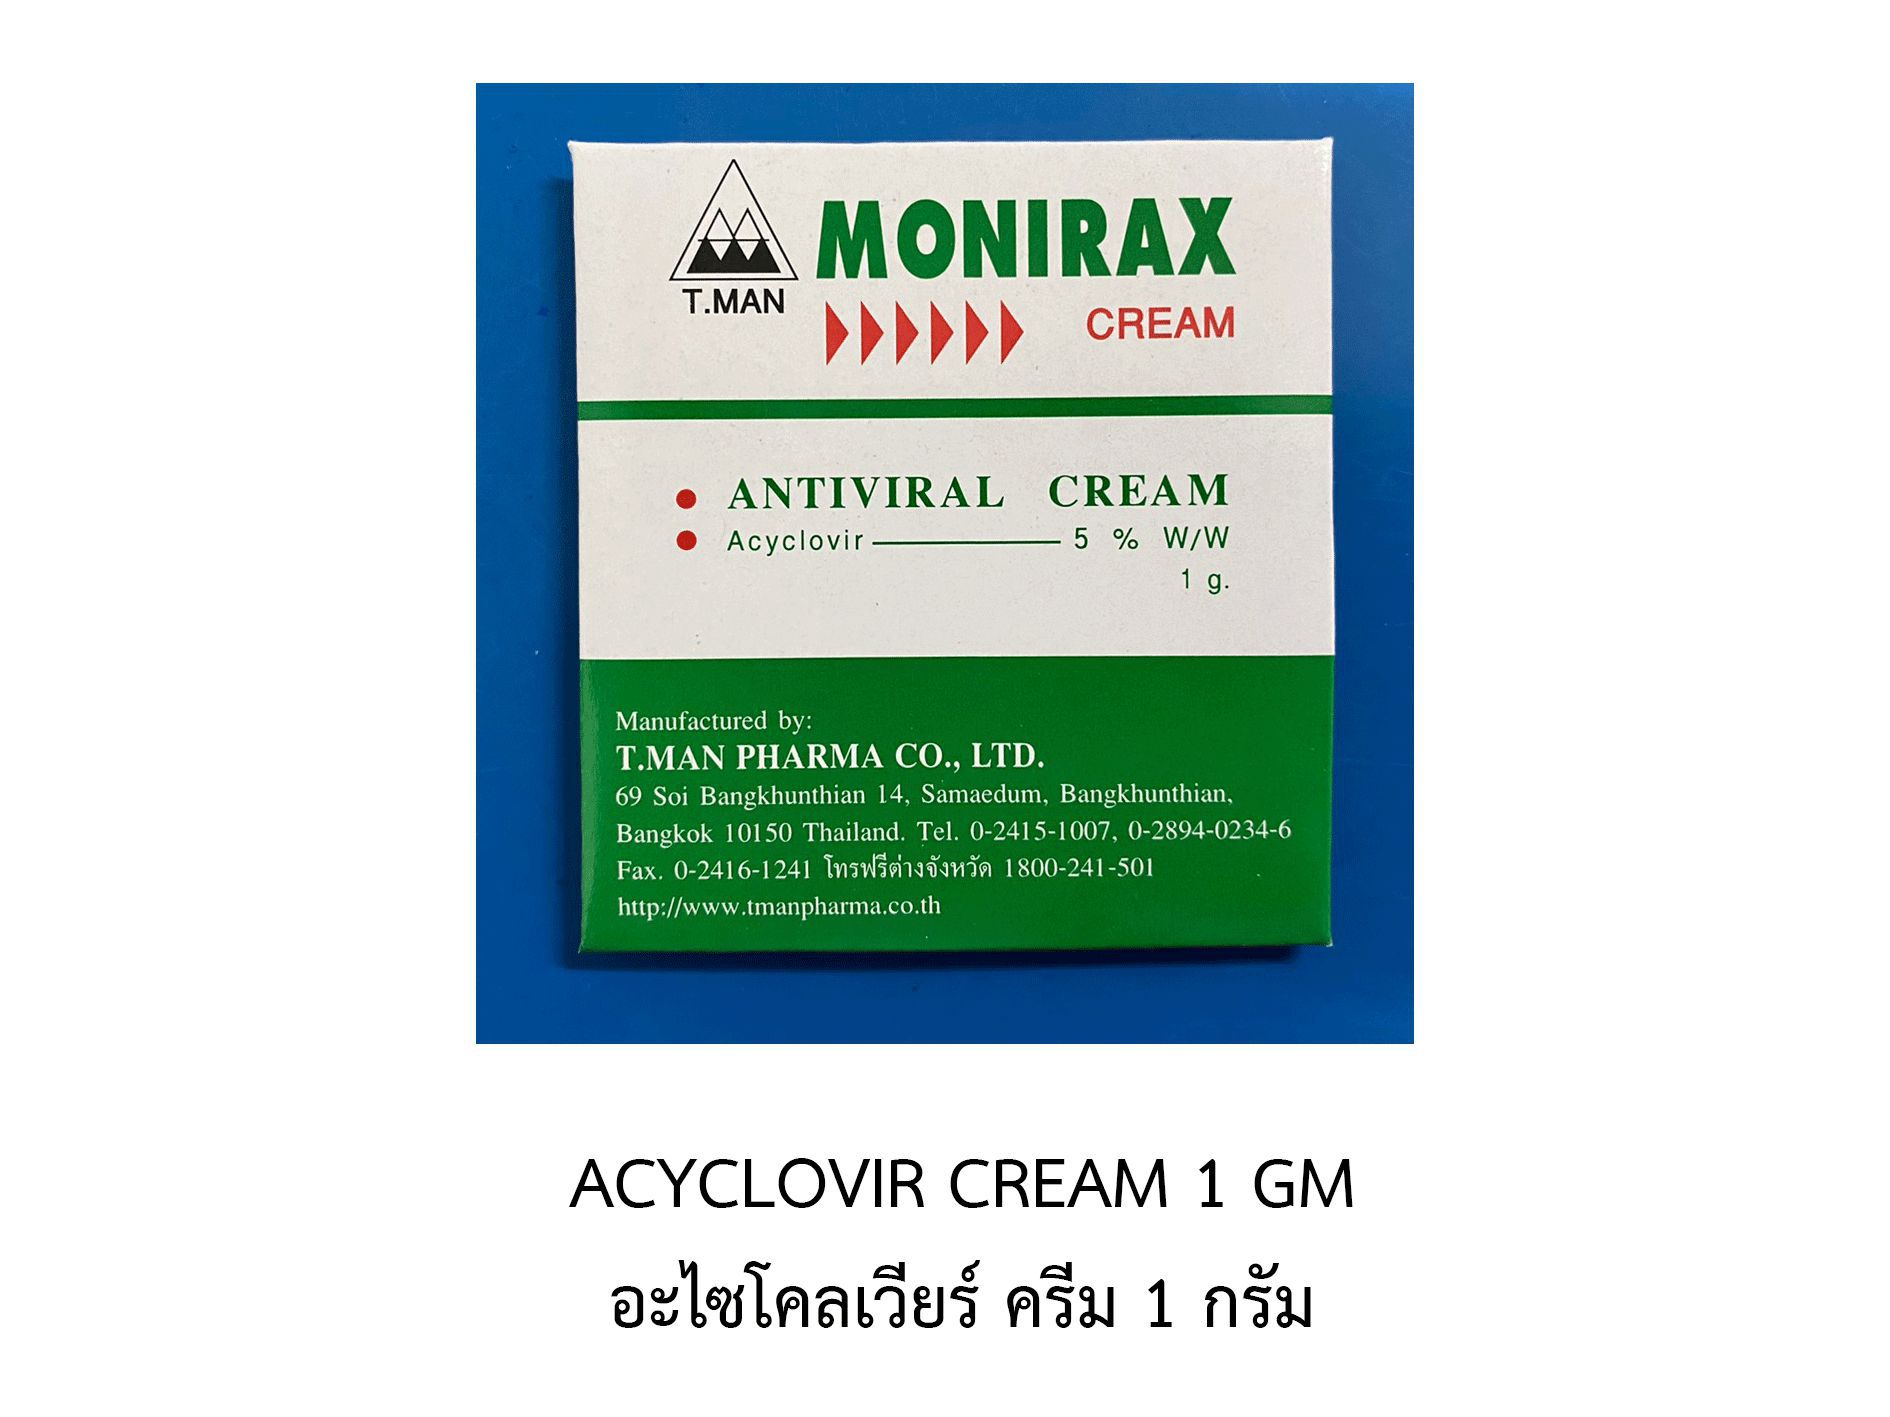 T.MAN
MONIRAX
CREAM
ANTIVIRAL CREAM
Acyclovir 5 % W/W
1 g.
Manufactured by:
T.MAN PHARMA CO., LTD.
69 Soi Bangkhunthian 14, Samaedum, Bangkhunthian,
Bangkok 10150 Thailand. Tel. 0-2415-1007, 0-2894-0234-6
Fax. 0-2416-1241 โทรฟรีต่างจังหวัด 1800-241-501
http://www.tmanpharma.co.th
ACYCLOVIR CREAM 1 GM
อะไซโคลเวียร์ ครีม 1 กรัม